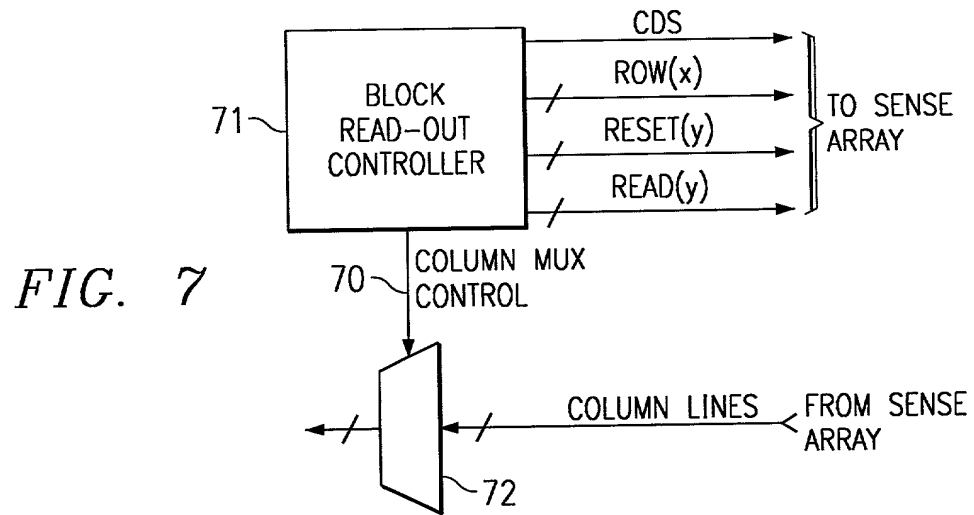 CDS
ROW(x)
RESET(y)
READ(y)
TO SENSE
ARRAY
71
BLOCK
READ-OUT
CONTROLLER
70
COLUMN MUX
CONTROL
FIG. 7
COLUMN LINES
FROM SENSE
ARRAY
72